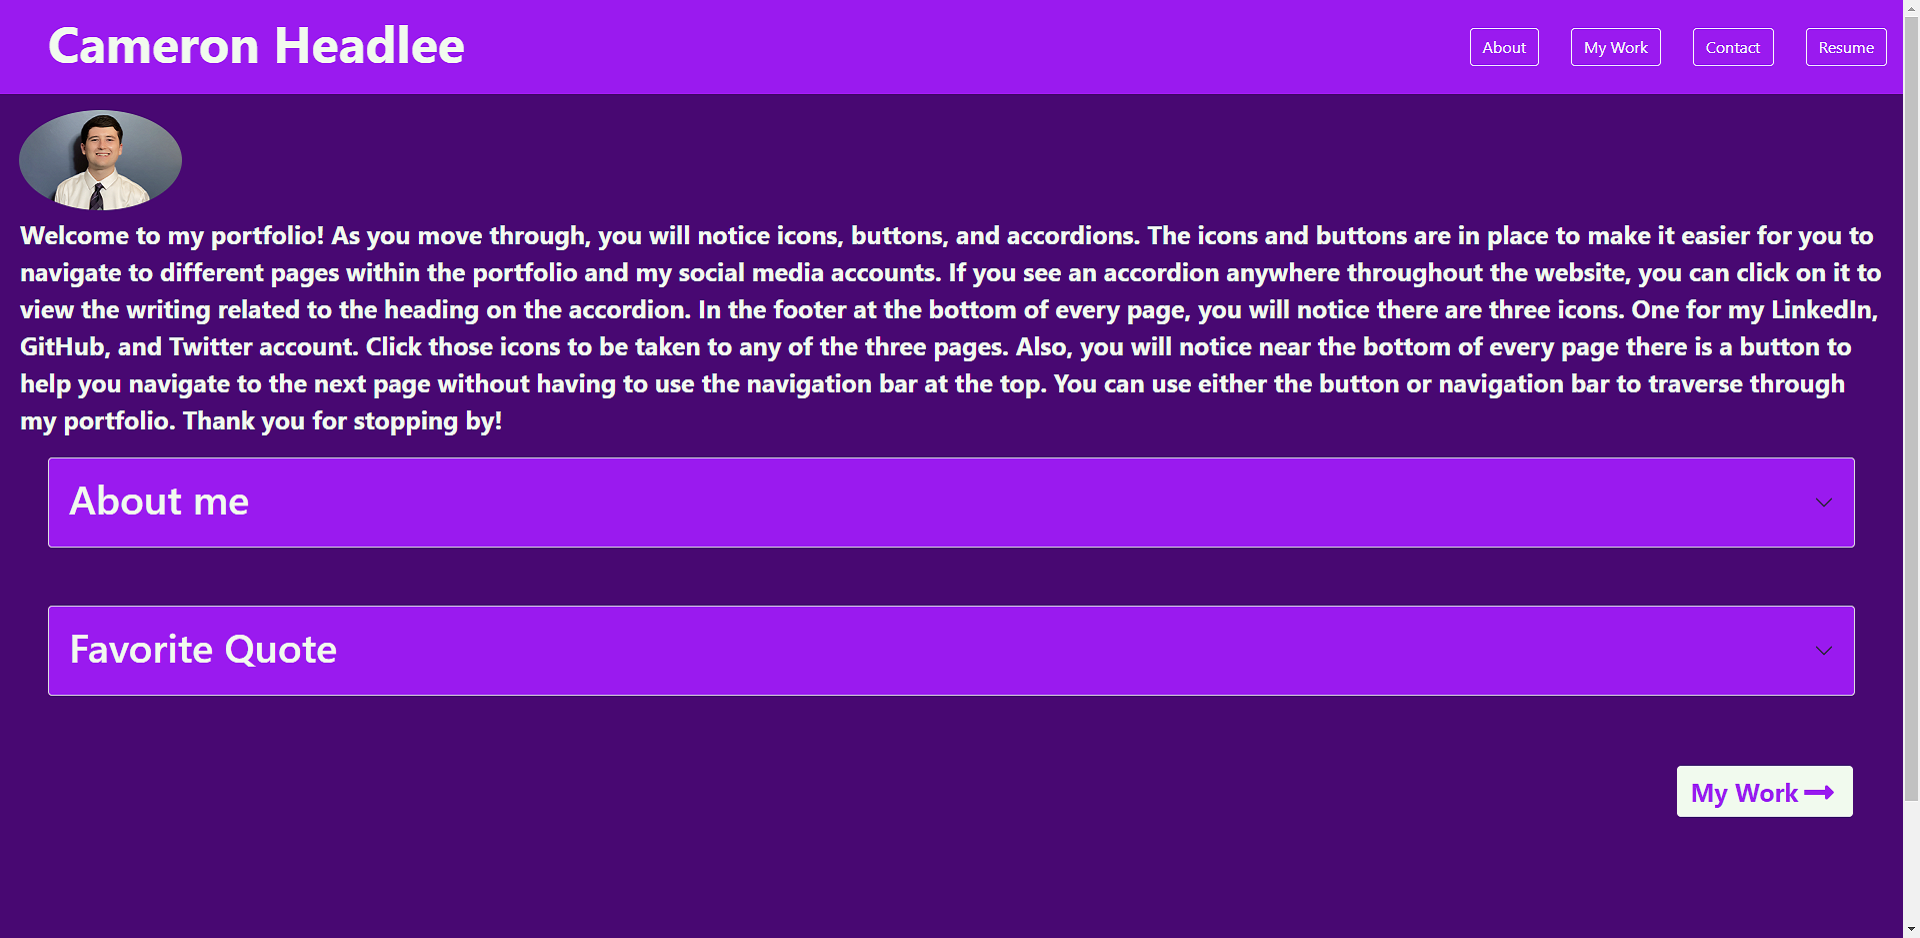 Cameron Headlee
About
My Work
Contact
Resume
Welcome to my portfolio! As you move through, you will notice icons, buttons, and accordions. The icons and buttons are in place to make it easier for you to
navigate to different pages within the portfolio and my social media accounts. If you see an accordion anywhere throughout the website, you can click on it to
view the writing related to the heading on the accordion. In the footer at the bottom of every page, you will notice there are three icons. One for my LinkedIn,
GitHub, and Twitter account. Click those icons to be taken to any of the three pages. Also, you will notice near the bottom of every page there is a button to
help you navigate to the next page without having to use the navigation bar at the top. You can use either the button or navigation bar to traverse through
my portfolio. Thank you for stopping by!
About me
Favorite Quote
My Work